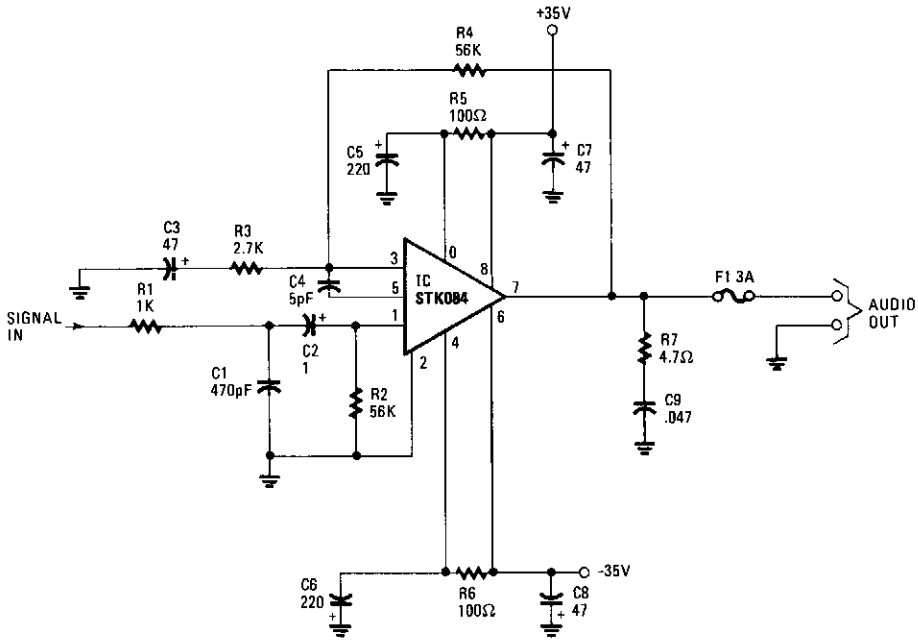 +35V
R4
56K
R5
100Ω
C5
220
+
+
C7
47
C3
47
+
R3
2.7K
3
0
8
IC
STK084
7
C4
5pF
5
F1 3A
R1
1K
SIGNAL
IN
+
1
6
AUDIO
OUT
C2
1
2
4
R7
4.7Ω
C1
470pF
R2
56K
C9
.047
-35V
C6
220
+
R6
100Ω
C8
47
+